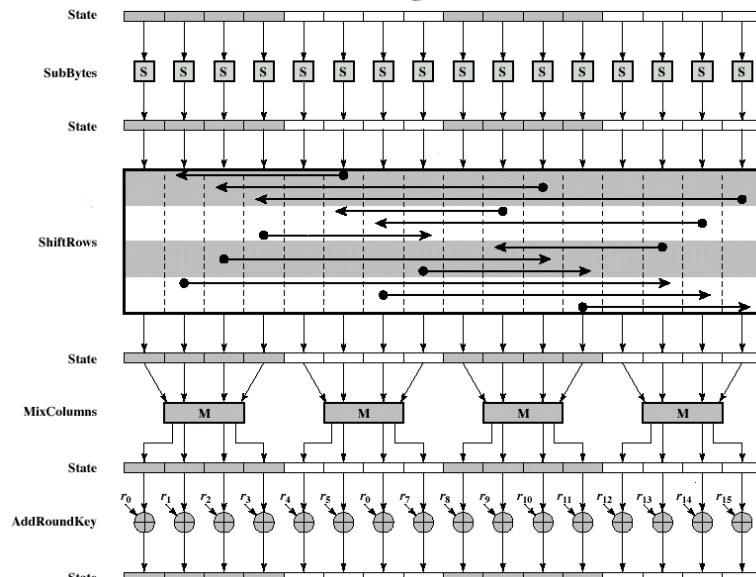 State
SubBytes S S S S S S S S S S S S S S S S
State
ShiftRows
State
MixColumns M M M M
State
r0 r1 r2 r3 r4 r5 r0 r7 r8 r9 r10 r11 r12 r13 r14 r15
AddRoundKey
State